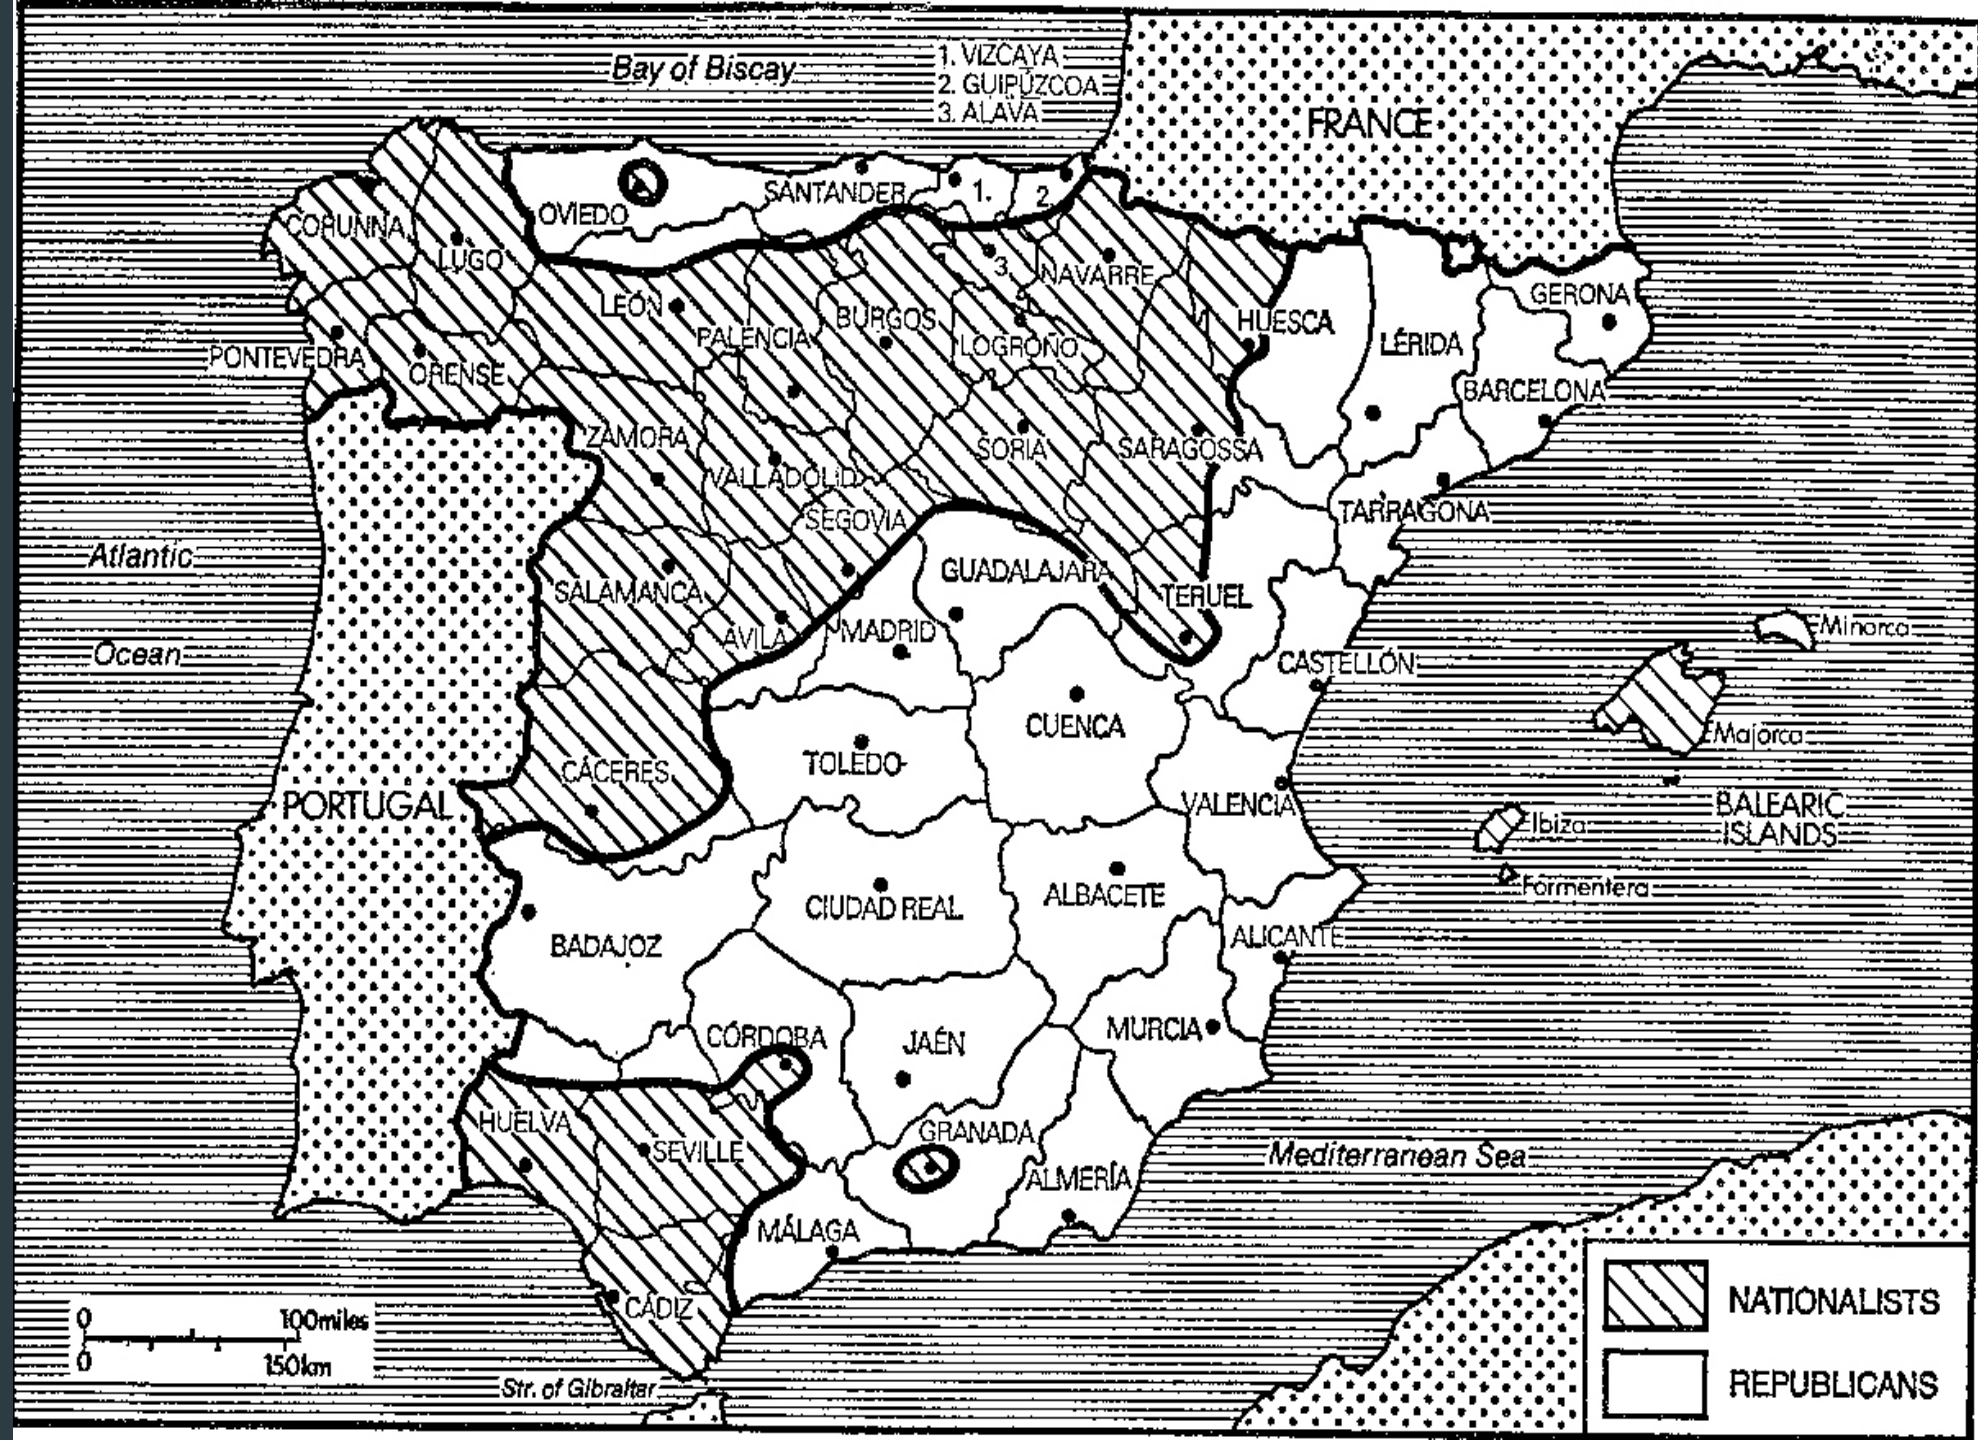 Bay of Biscay
1. VIZCAYA
2. GUIPÚZCOA
3. ALAVA
FRANCE
CORUNNA
LUGO
OVIEDO
SANTANDER
1.
2.
3.
NAVARRE
LEÓN
PALENCIA
BURGOS
LOGROÑO
HUESCA
LÉRIDA
GERONA
BARCELONA
PONTEVEDRA
ORENSE
ZAMORA
VALLADOLID
SORIA
SARAGOSSA
TARRAGONA
SEGOVIA
Atlantic
Ocean
SALAMANCA
AVILA
MADRID
GUADALAJARA
TERUEL
CASTELLÓN
Minorca
Majorca
BALEARIC
ISLANDS
Ibiza
Formentera
CUENCA
TOLEDO
CÁCERES
PORTUGAL
VALENCIA
CIUDAD REAL
ALBACETE
ALICANTE
BADAJOZ
CÓRDOBA
JAÉN
MURCIA
HUELVA
SEVILLE
GRANADA
ALMERÍA
MÁLAGA
CÁDIZ
Mediterranean Sea
Str. of Gibraltar
0 100miles
0 150km
NATIONALISTS
REPUBLICANS